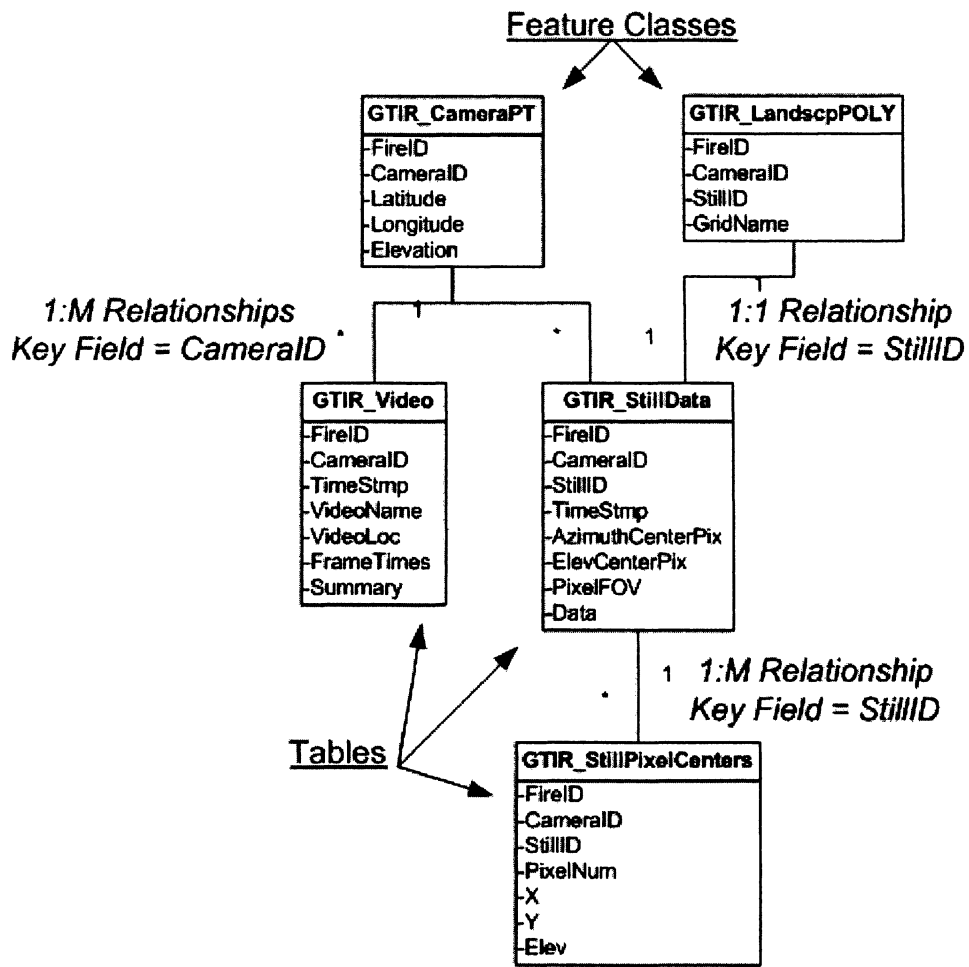 Feature Classes
GTIR_CameraPT
-FireID
-CameraID
-Latitude
-Longitude
-Elevation
GTIR_LandscpPOLY
-FireID
-CameraID
-StillID
-GridName
1:M Relationships
Key Field = CameraID
*
1
*
1
1
1:1 Relationship
Key Field = StillID
GTIR_Video
-FireID
-CameraID
-TimeStmp
-VideoName
-VideoLoc
-FrameTimes
-Summary
GTIR_StillData
-FireID
-CameraID
-StillID
-TimeStmp
-AzimuthCenterPix
-ElevCenterPix
-PixelFOV
-Data
*
1
1:M Relationship
Key Field = StillID
Tables
GTIR_StillPixelCenters
-FireID
-CameraID
-StillID
-PixelNum
-X
-Y
-Elev